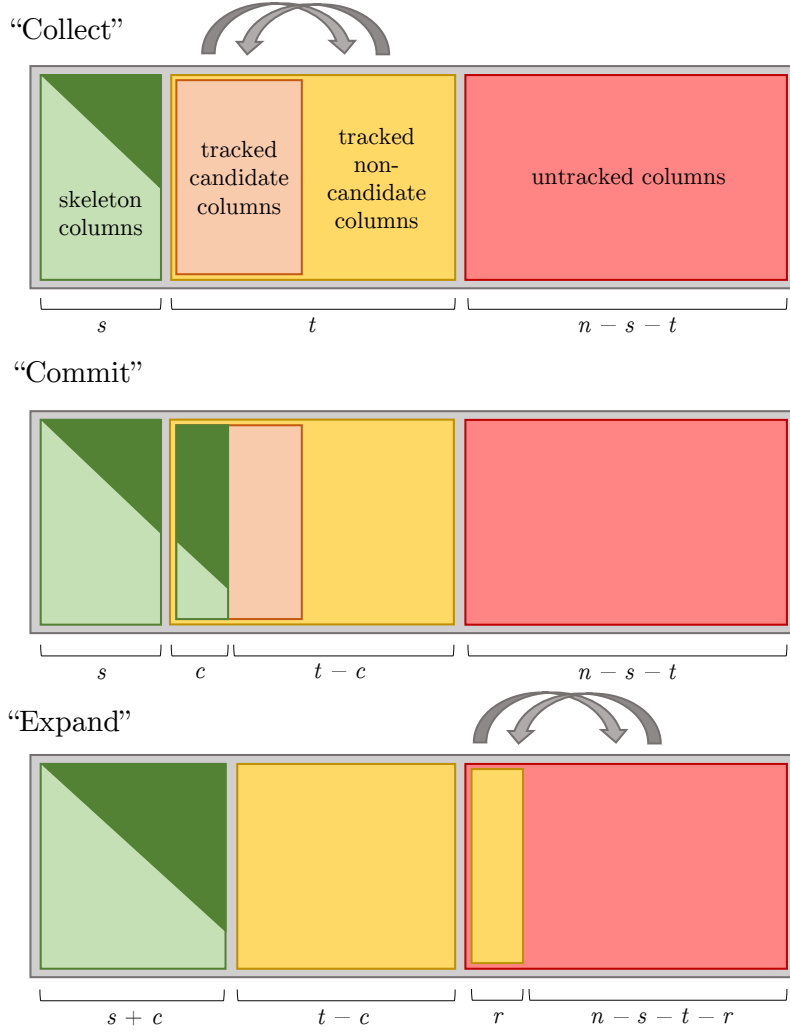 “Collect”
tracked
candidate
columns
tracked
non-
candidate
columns
skeleton
columns
untracked columns
s
t
n − s − t
“Commit”
s
c
t − c
n − s − t
“Expand”
s + c
t − c
r
n − s − t − r